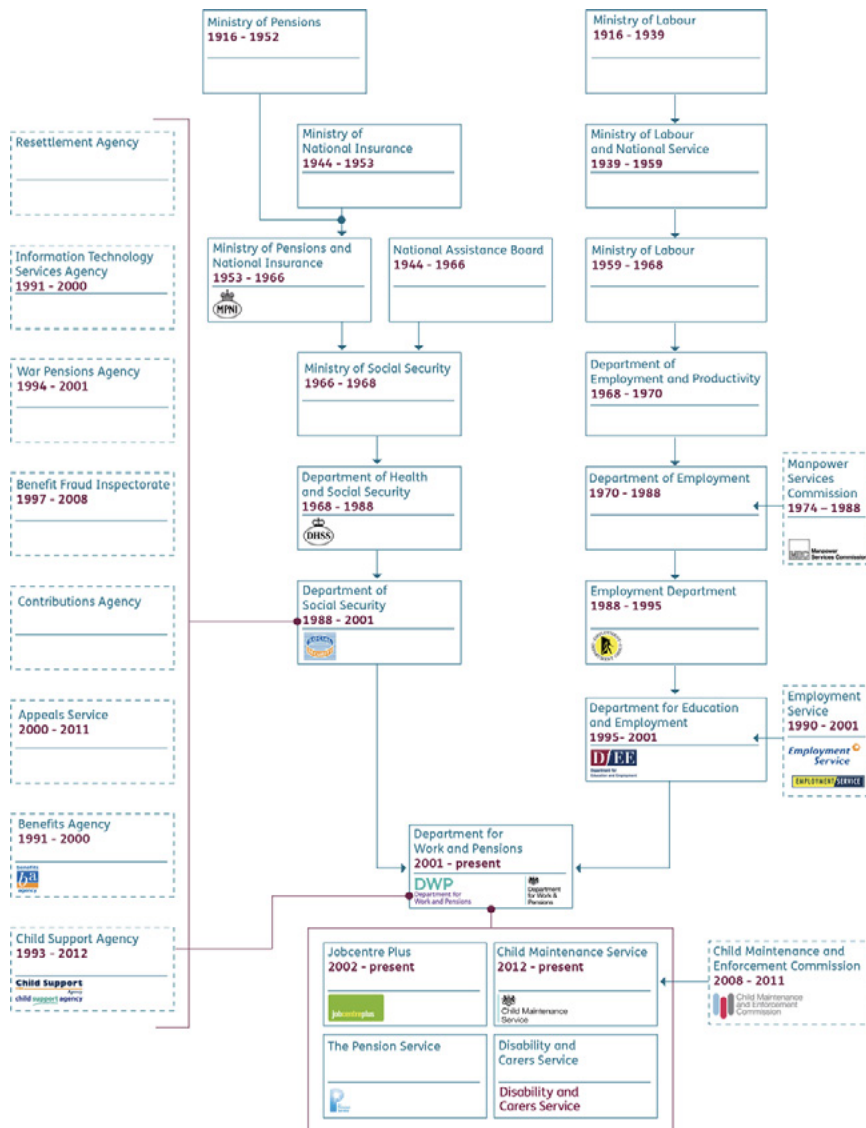 Ministry of Pensions
1916 - 1952
Ministry of Labour
1916 - 1939
Resettlement Agency
Ministry of
National Insurance
1944 - 1953
Ministry of Labour
and National Service
1939 - 1959
Information Technology
Services Agency
1991 - 2000
Ministry of Pensions and
National Insurance
1953 - 1966
MPNI
National Assistance Board
1944 - 1966
Ministry of Labour
1959 - 1968
War Pensions Agency
1994 - 2001
Ministry of Social Security
1966 - 1968
Department of
Employment and Productivity
1968 - 1970
Benefit Fraud Inspectorate
1997 - 2008
Department of Health
and Social Security
1968 - 1988
DHSS
Department of Employment
1970 - 1988
Manpower
Services
Commission
1974 – 1988
Manpower
Services Commission
Contributions Agency
Department of
Social Security
1988 - 2001
Employment Department
1988 - 1995
Appeals Service
2000 - 2011
Department for Education
and Employment
1995- 2001
D/EE
Department for
Education and Employment
Employment
Service
1990 - 2001
Employment
Service
EMPLOYMENT SERVICE
Benefits Agency
1991 - 2000
benefits
ba
agency
Department for
Work and Pensions
2001 - present
DWP
Department for
Work and Pensions
Department
for Work &
Pensions
Child Support Agency
1993 - 2012
Child Support
Agency
child support agency
Jobcentre Plus
2002 - present
jobcentreplus
Child Maintenance Service
2012 - present
Child Maintenance
Service
Child Maintenance and
Enforcement Commission
2008 - 2011
Child Maintenance
and Enforcement
Commission
The Pension Service
Disability and
Carers Service
Disability and
Carers Service